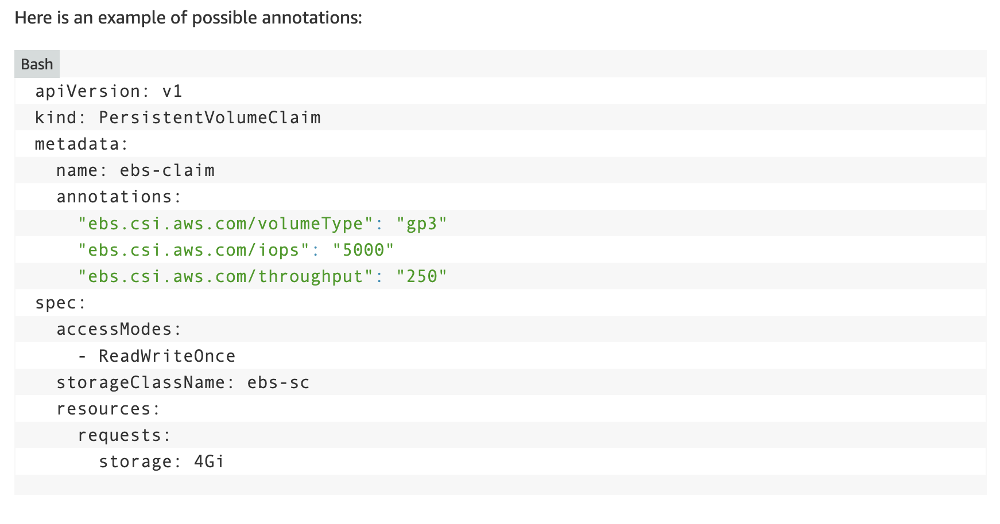 Here is an example of possible annotations:
Bash
apiVersion: v1
kind: PersistentVolumeClaim
metadata:
  name: ebs-claim
  annotations:
    "ebs.csi.aws.com/volumeType": "gp3"
    "ebs.csi.aws.com/iops": "5000"
    "ebs.csi.aws.com/throughput": "250"
spec:
  accessModes:
    - ReadWriteOnce
  storageClassName: ebs-sc
  resources:
    requests:
      storage: 4Gi